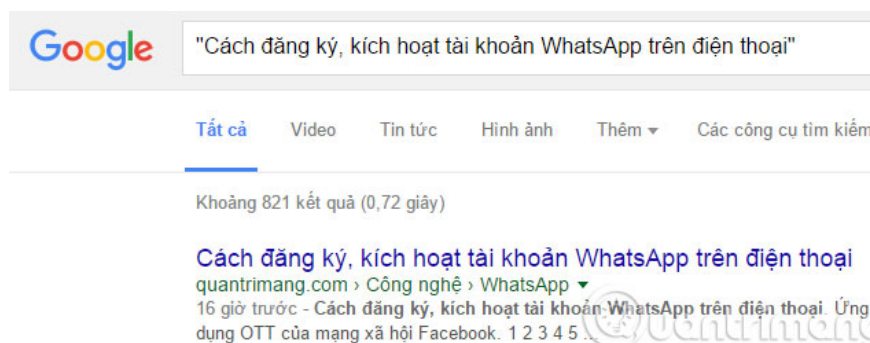 Google "Cách đăng ký, kích hoạt tài khoản WhatsApp trên điện thoại"
Tất cả Video Tin tức Hình ảnh Thêm Các công cụ tìm kiếm
Khoảng 821 kết quả (0,72 giây)
Cách đăng ký, kích hoạt tài khoản WhatsApp trên điện thoại
quantrimang.com › Công nghệ › WhatsApp
16 giờ trước - Cách đăng ký, kích hoạt tài khoản WhatsApp trên điện thoại. Ứng
dụng OTT của mạng xã hội Facebook. 1 2 3 4 5 ...
Quantrimang